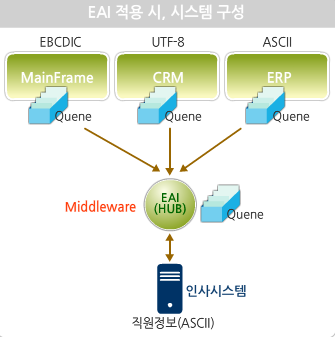 EAI 적용 시, 시스템 구성
EBCDIC UTF-8 ASCII
MainFrame CRM ERP
Quene Quene Quene
Middleware
EAI
(HUB)
Quene
인사시스템
직원정보(ASCII)